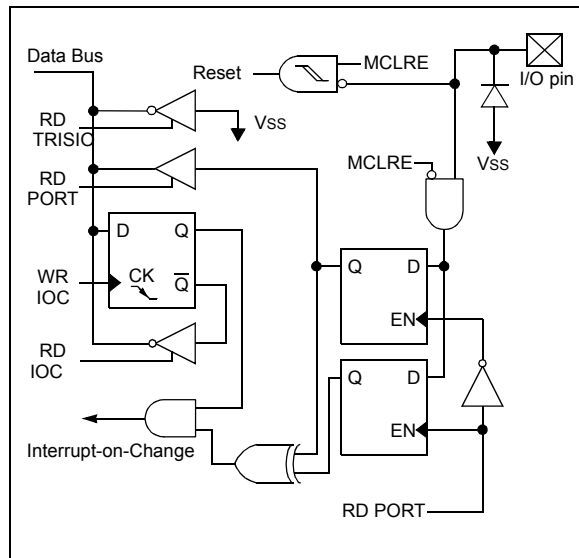 Data Bus
Reset
MCLRE
I/O pin
RD
TRISIC
VSS
VSS
RD
PORT
MCLRE
D
Q
Q
D
WR
IOC
CK
Q
EN
RD
IOC
Q
D
EN
Interrupt-on-Change
RD PORT